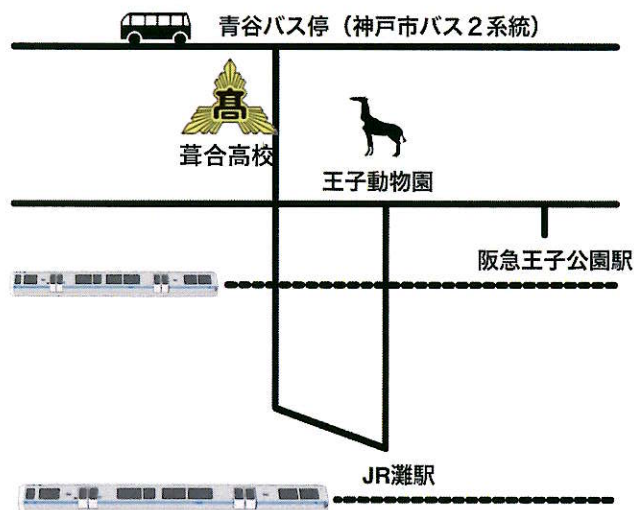 青谷バス停（神戸市バス２系統）
髙
葺合高校
王子動物園
阪急王子公園駅
JR灘駅